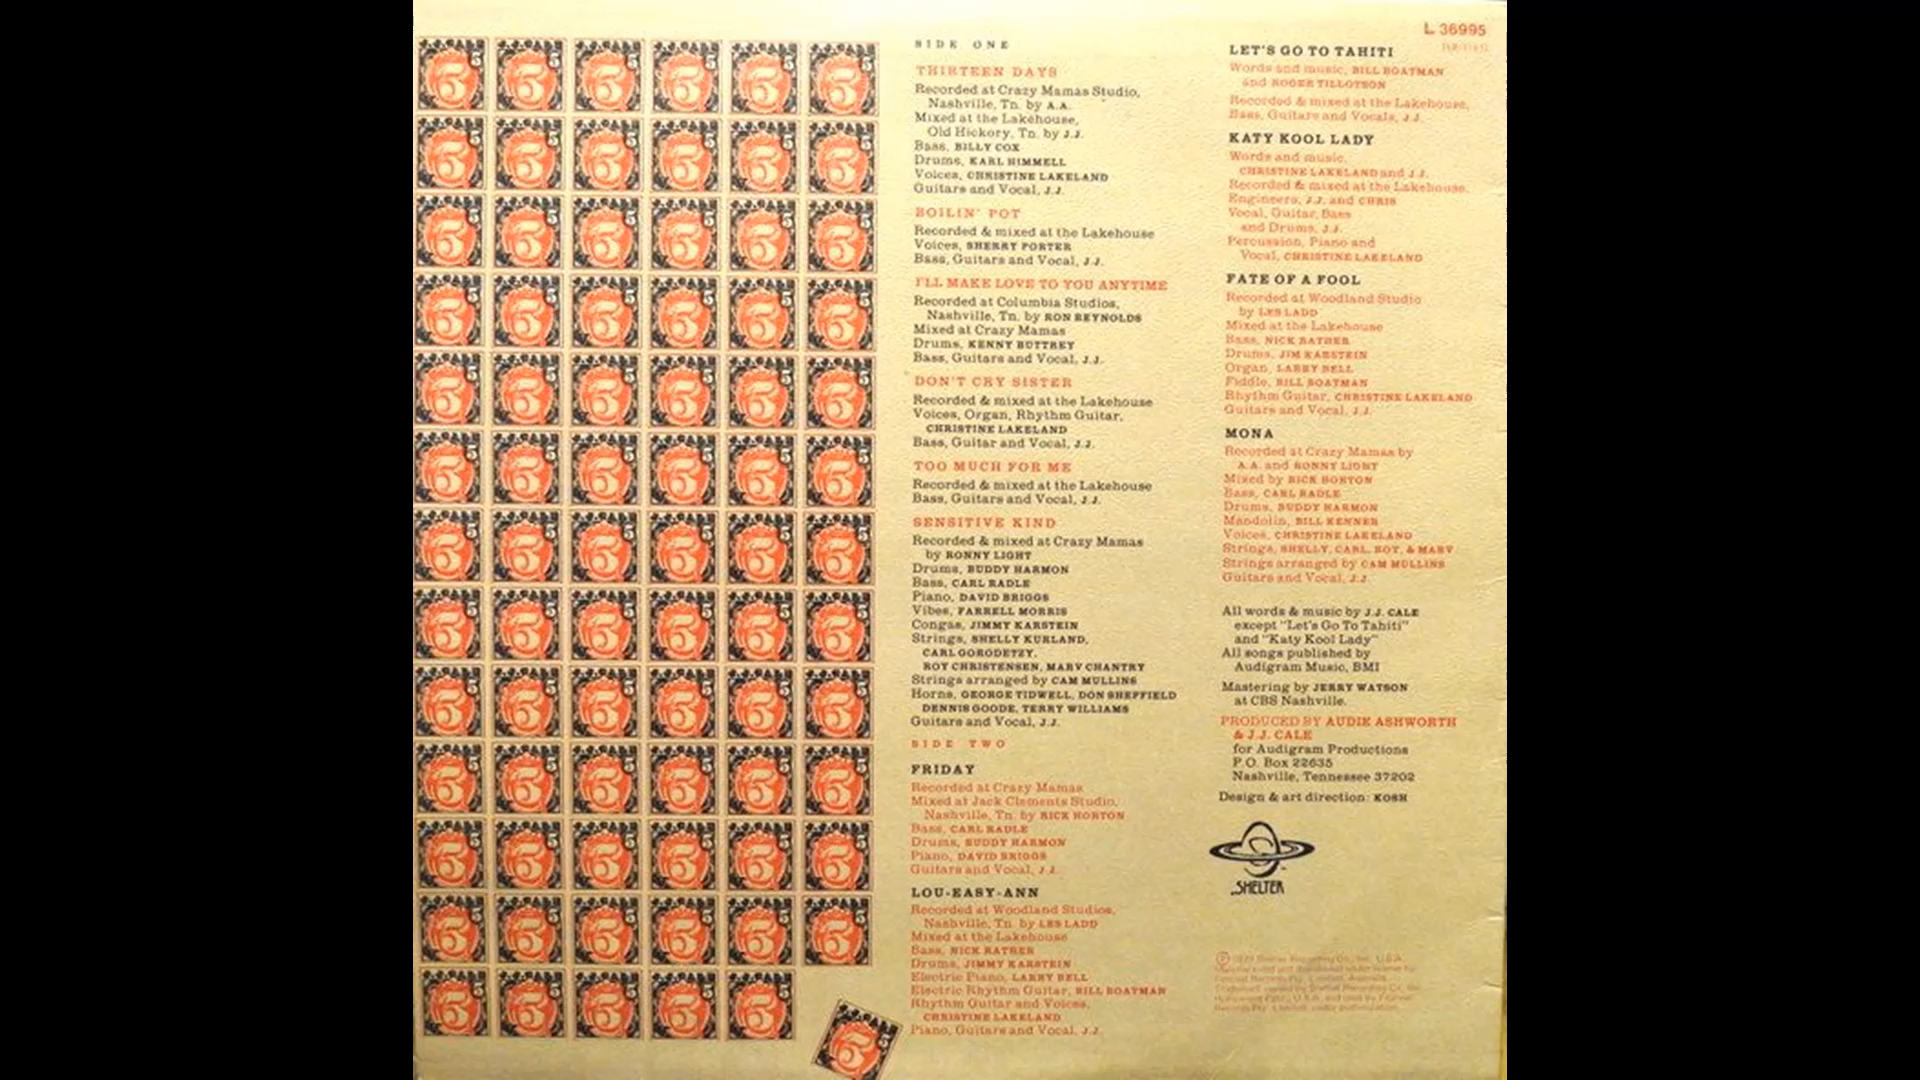 SIDE ONE
THIRTEEN DAYS
Recorded at Crazy Mamas Studio,
Nashville, Tn. by A.A.
Mixed at the Lakehouse,
Old Hickory, Tn. by J.J.
Bass, BILLY COX
Drums, KARL HIMMELL
Voices, CHRISTINE LAKELAND
Guitars and Vocal, J.J.
BOILIN' POT
Recorded & mixed at the Lakehouse
Voices, SHERRY PORTER
Bass, Guitars and Vocal, J.J.
I'LL MAKE LOVE TO YOU ANYTIME
Recorded at Columbia Studios,
Nashville, Tn. by RON REYNOLDS
Mixed at Crazy Mamas
Drums, KENNY BUTTREY
Bass, Guitars and Vocal, J.J.
DON'T CRY SISTER
Recorded & mixed at the Lakehouse
Voices, Organ, Rhythm Guitar,
CHRISTINE LAKELAND
Bass, Guitar and Vocal, J.J.
TOO MUCH FOR ME
Recorded & mixed at the Lakehouse
Bass, Guitars and Vocal, J.J.
SENSITIVE KIND
Recorded & mixed at Crazy Mamas
by RONNY LIGHT
Drums, BUDDY HARMON
Bass, CARL RADLE
Piano, DAVID BRIGGS
Vibes, FARRELL MORRIS
Congas, JIMMY KARSTEIN
Strings, SHELLY KURLAND,
CARL GORODETZY,
ROY CHRISTENSEN, MARV CHANTRY
Strings arranged by CAM MULLINS
Horns, GEORGE TIDWELL, DON SHEFFIELD
DENNIS GOODE, TERRY WILLIAMS
Guitars and Vocal, J.J.
SIDE TWO
FRIDAY
Recorded at Crazy Mamas
Mixed at Jack Clements Studio,
Nashville, Tn. by RICK HORTON
Bass, CARL RADLE
Drums, BUDDY HARMON
Piano, DAVID BRIGGS
Guitars and Vocal, J.J.
LOU-EASY-ANN
Recorded at Woodland Studios,
Nashville, Tn. by LES LADD
Mixed at the Lakehouse
Bass, NICK RATHER
Drums, JIMMY KARSTEIN
Electric Piano, LARRY BELL
Electric Rhythm Guitar, BILL BOATMAN
Rhythm Guitar and Voices,
CHRISTINE LAKELAND
Piano, Guitars and Vocal, J.J.
L 36995
LET'S GO TO TAHITI
Words and music, BILL BOATMAN
and ROGER TILLOTSON
Recorded & mixed at the Lakehouse,
Bass, Guitars and Vocals, J.J.
KATY KOOL LADY
Words and music,
CHRISTINE LAKELAND and J.J.
Recorded & mixed at the Lakehouse.
Engineers, J.J. and CHRIS
Vocal, Guitar, Bass
and Drums, J.J.
Percussion, Piano and
Vocal, CHRISTINE LAKELAND
FATE OF A FOOL
Recorded at Woodland Studio
by LES LADD
Mixed at the Lakehouse
Bass, NICK RATHER
Drums, JIM KARSTEIN
Organ, LARRY BELL
Fiddle, BILL BOATMAN
Rhythm Guitar, CHRISTINE LAKELAND
Guitars and Vocal, J.J.
MONA
Recorded at Crazy Mamas by
A.A. and RONNY LIGHT
Mixed by RICK HORTON
Bass, CARL RADLE
Drums, BUDDY HARMON
Mandolin, BILL KENNER
Voices, CHRISTINE LAKELAND
Strings, SHELLY, CARL, ROY, & MARV
Strings arranged by CAM MULLINS
Guitars and Vocal, J.J.
All words & music by J.J. CALE
except "Let's Go To Tahiti"
and "Katy Kool Lady"
All songs published by
Audigram Music, BMI
Mastering by JERRY WATSON
at CBS Nashville.
PRODUCED BY AUDIE ASHWORTH
& J.J. CALE
for Audigram Productions
P.O. Box 22635
Nashville, Tennessee 37202
Design & art direction: KOSH
SHELTER
℗ 1979 Shelter Recording Co., Inc. U.S.A.